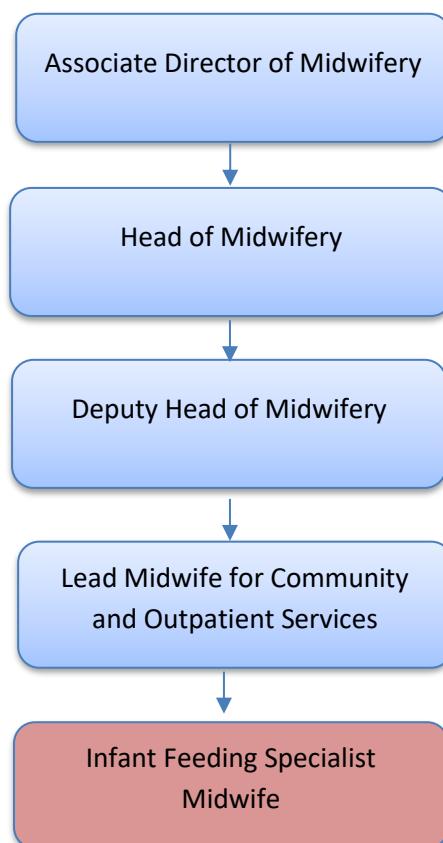 Associate Director of Midwifery
Head of Midwifery
Deputy Head of Midwifery
Lead Midwife for Community
and Outpatient Services
Infant Feeding Specialist
Midwife